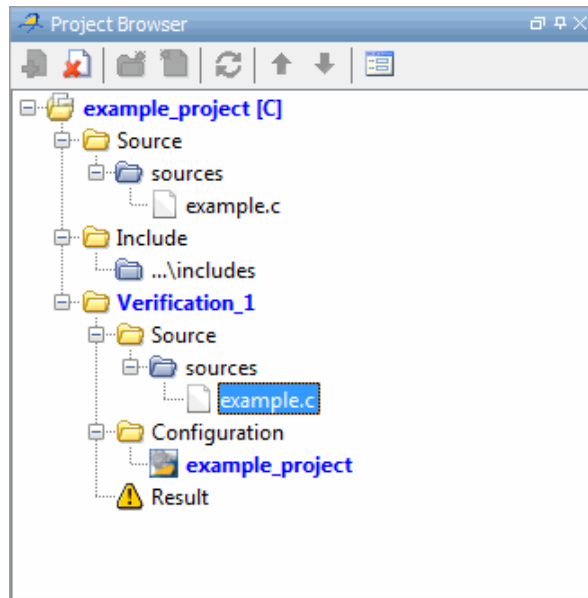 Project Browser
example_project [C]
Source
sources
example.c
Include
...\includes
Verification_1
Source
sources
example.c
Configuration
example_project
Result